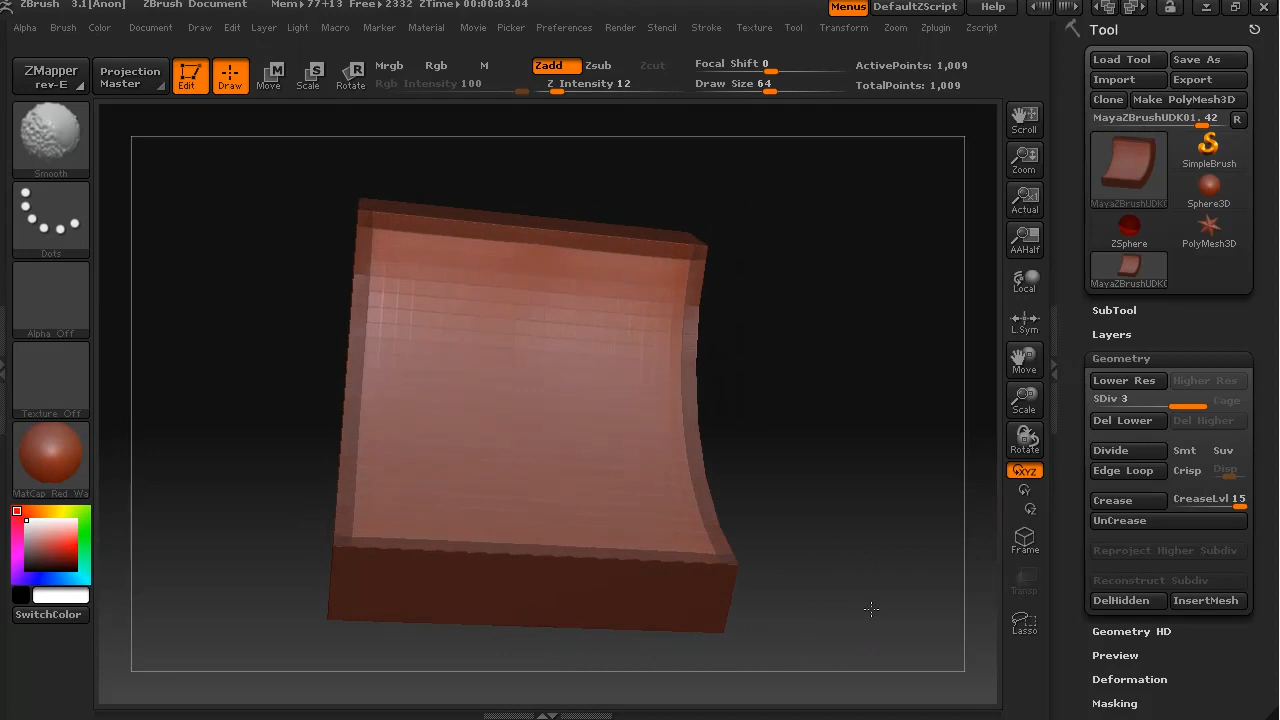 ZBrush 3.1[Anon] ZBrush Document Mem▸77+13 Free▸2332 ZTime▸00:00:03.04 Menus DefaultZScript Help
Alpha Brush Color Document Draw Edit Layer Light Macro Marker Material Movie Picker Preferences Render Stencil Stroke Texture Tool Transform Zoom Zplugin Zscript
ZMapper
rev-E
Projection
Master
Edit
Draw
Move
Scale
Rotate
Mrgb Rgb M
Rgb Intensity 100
Zadd Zsub Zcut
Z Intensity 12
Focal Shift 0
Draw Size 64
ActivePoints: 1,009
TotalPoints: 1,009
Smooth
Dots
Alpha Off
Texture Off
MatCap Red Wa
SwitchColor
Scroll
Zoom
Actual
AAHalf
Local
L.Sym
Move
Scale
Rotate
XYZ
Y
Z
Frame
Transp
Lasso
Tool
Load Tool Save As
Import Export
Clone Make PolyMesh3D
MayaZBrushUDK01. 42 R
MayaZBrushUDK0
SimpleBrush
Sphere3D
ZSphere
PolyMesh3D
MayaZBrushUDK0
SubTool
Layers
Geometry
Lower Res Higher Res
SDiv 3 Cage
Del Lower Del Higher
Divide Smt Suv
Edge Loop Crisp Disp
Crease CreaseLvl 15
UnCrease
Reproject Higher Subdiv
Reconstruct Subdiv
DelHidden InsertMesh
Geometry HD
Preview
Deformation
Masking